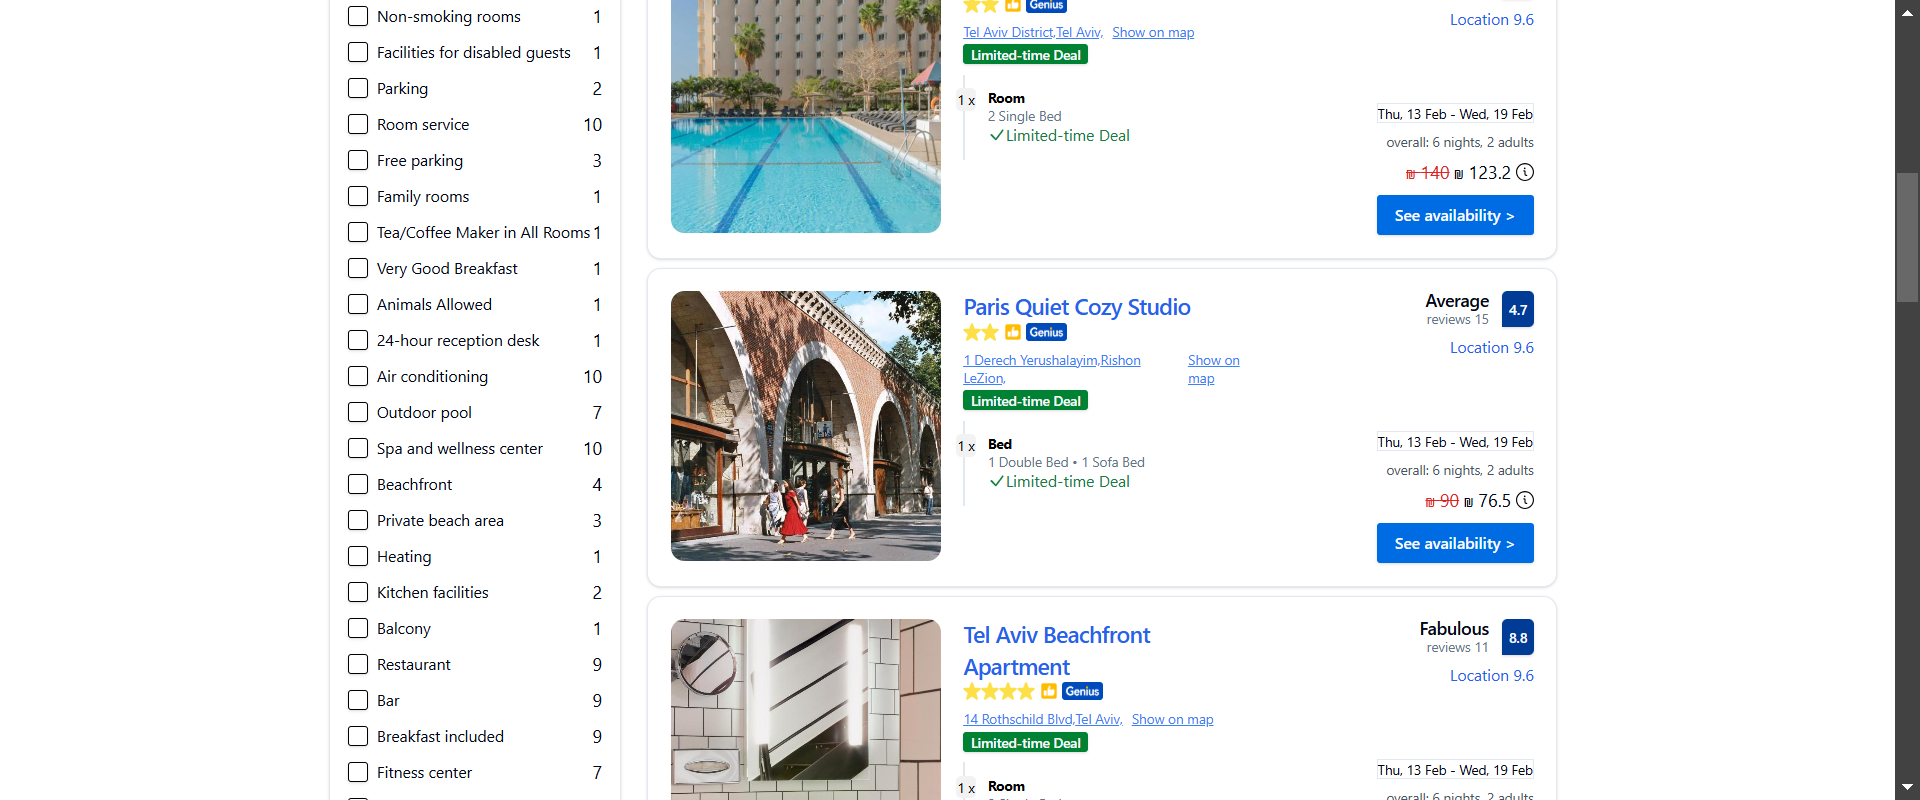 Non-smoking rooms 1
Facilities for disabled guests 1
Parking 2
Room service 10
Free parking 3
Family rooms 1
Tea/Coffee Maker in All Rooms 1
Very Good Breakfast 1
Animals Allowed 1
24-hour reception desk 1
Air conditioning 10
Outdoor pool 7
Spa and wellness center 10
Beachfront 4
Private beach area 3
Heating 1
Kitchen facilities 2
Balcony 1
Restaurant 9
Bar 9
Breakfast included 9
Fitness center 7
Genius
Location 9.6
Tel Aviv District,Tel Aviv, Show on map
Limited-time Deal
1 x Room
2 Single Bed
Limited-time Deal
Thu, 13 Feb - Wed, 19 Feb
overall: 6 nights, 2 adults
₪ 140 ₪ 123.2
See availability >
Paris Quiet Cozy Studio
Genius
Average 4.7
reviews 15
Location 9.6
1 Derech Yerushalayim,Rishon
LeZion,
Show on
map
Limited-time Deal
1 x Bed
1 Double Bed • 1 Sofa Bed
Limited-time Deal
Thu, 13 Feb - Wed, 19 Feb
overall: 6 nights, 2 adults
₪ 90 ₪ 76.5
See availability >
Tel Aviv Beachfront
Apartment
Genius
Fabulous 8.8
reviews 11
Location 9.6
14 Rothschild Blvd,Tel Aviv, Show on map
Limited-time Deal
1 x Room
Thu, 13 Feb - Wed, 19 Feb
overall: 6 nights, 2 adults